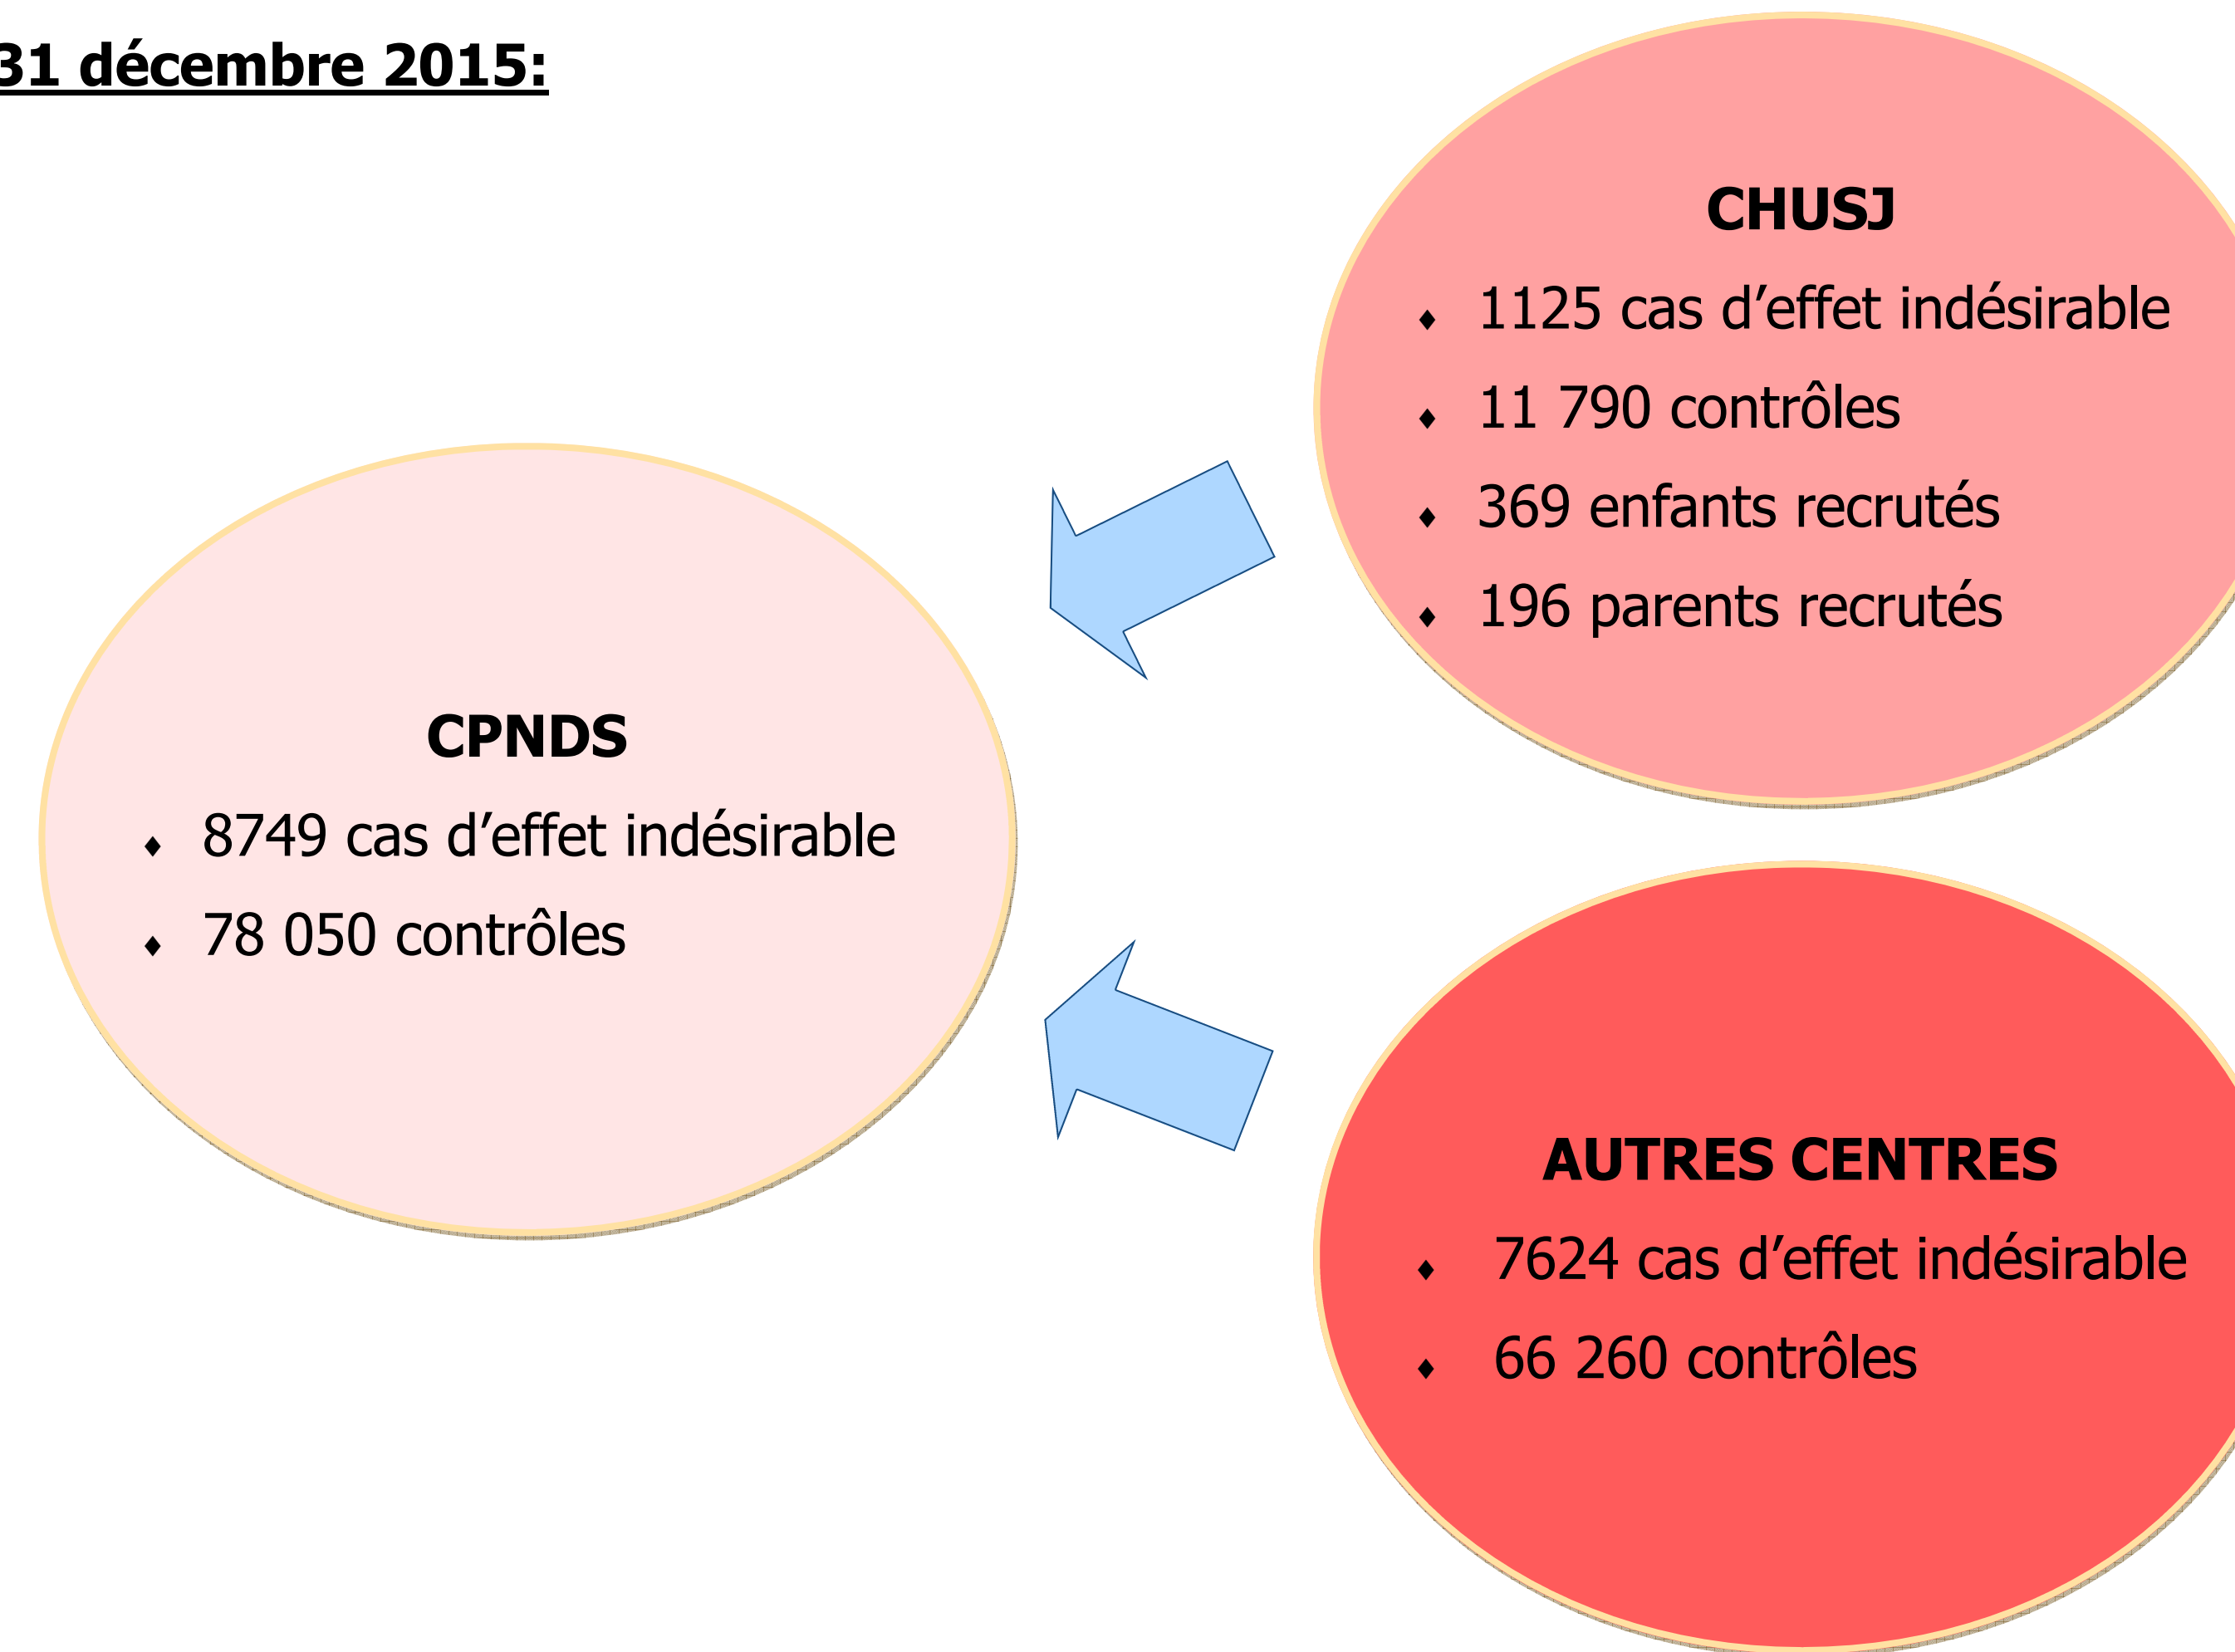 31 décembre 2015:
CHUSJ
♦ 1125 cas d’effet indésirable
♦ 11 790 contrôles
♦ 369 enfants recrutés
♦ 196 parents recrutés
CPNDS
♦ 8749 cas d’effet indésirable
♦ 78 050 contrôles
AUTRES CENTRES
♦ 7624 cas d’effet indésirable
♦ 66 260 contrôles